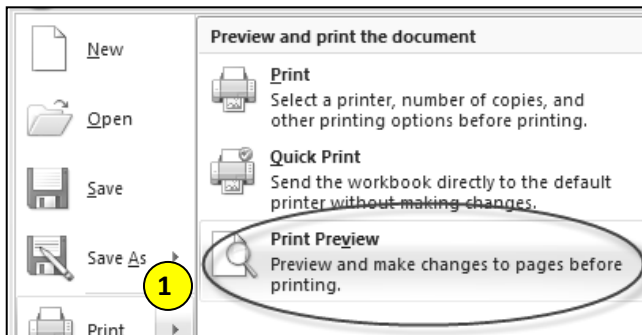 New
Open
Save
Save As
1
Print
Preview and print the document
Print
Select a printer, number of copies, and
other printing options before printing.
Quick Print
Send the workbook directly to the default
printer without making changes.
Print Preview
Preview and make changes to pages before
printing.